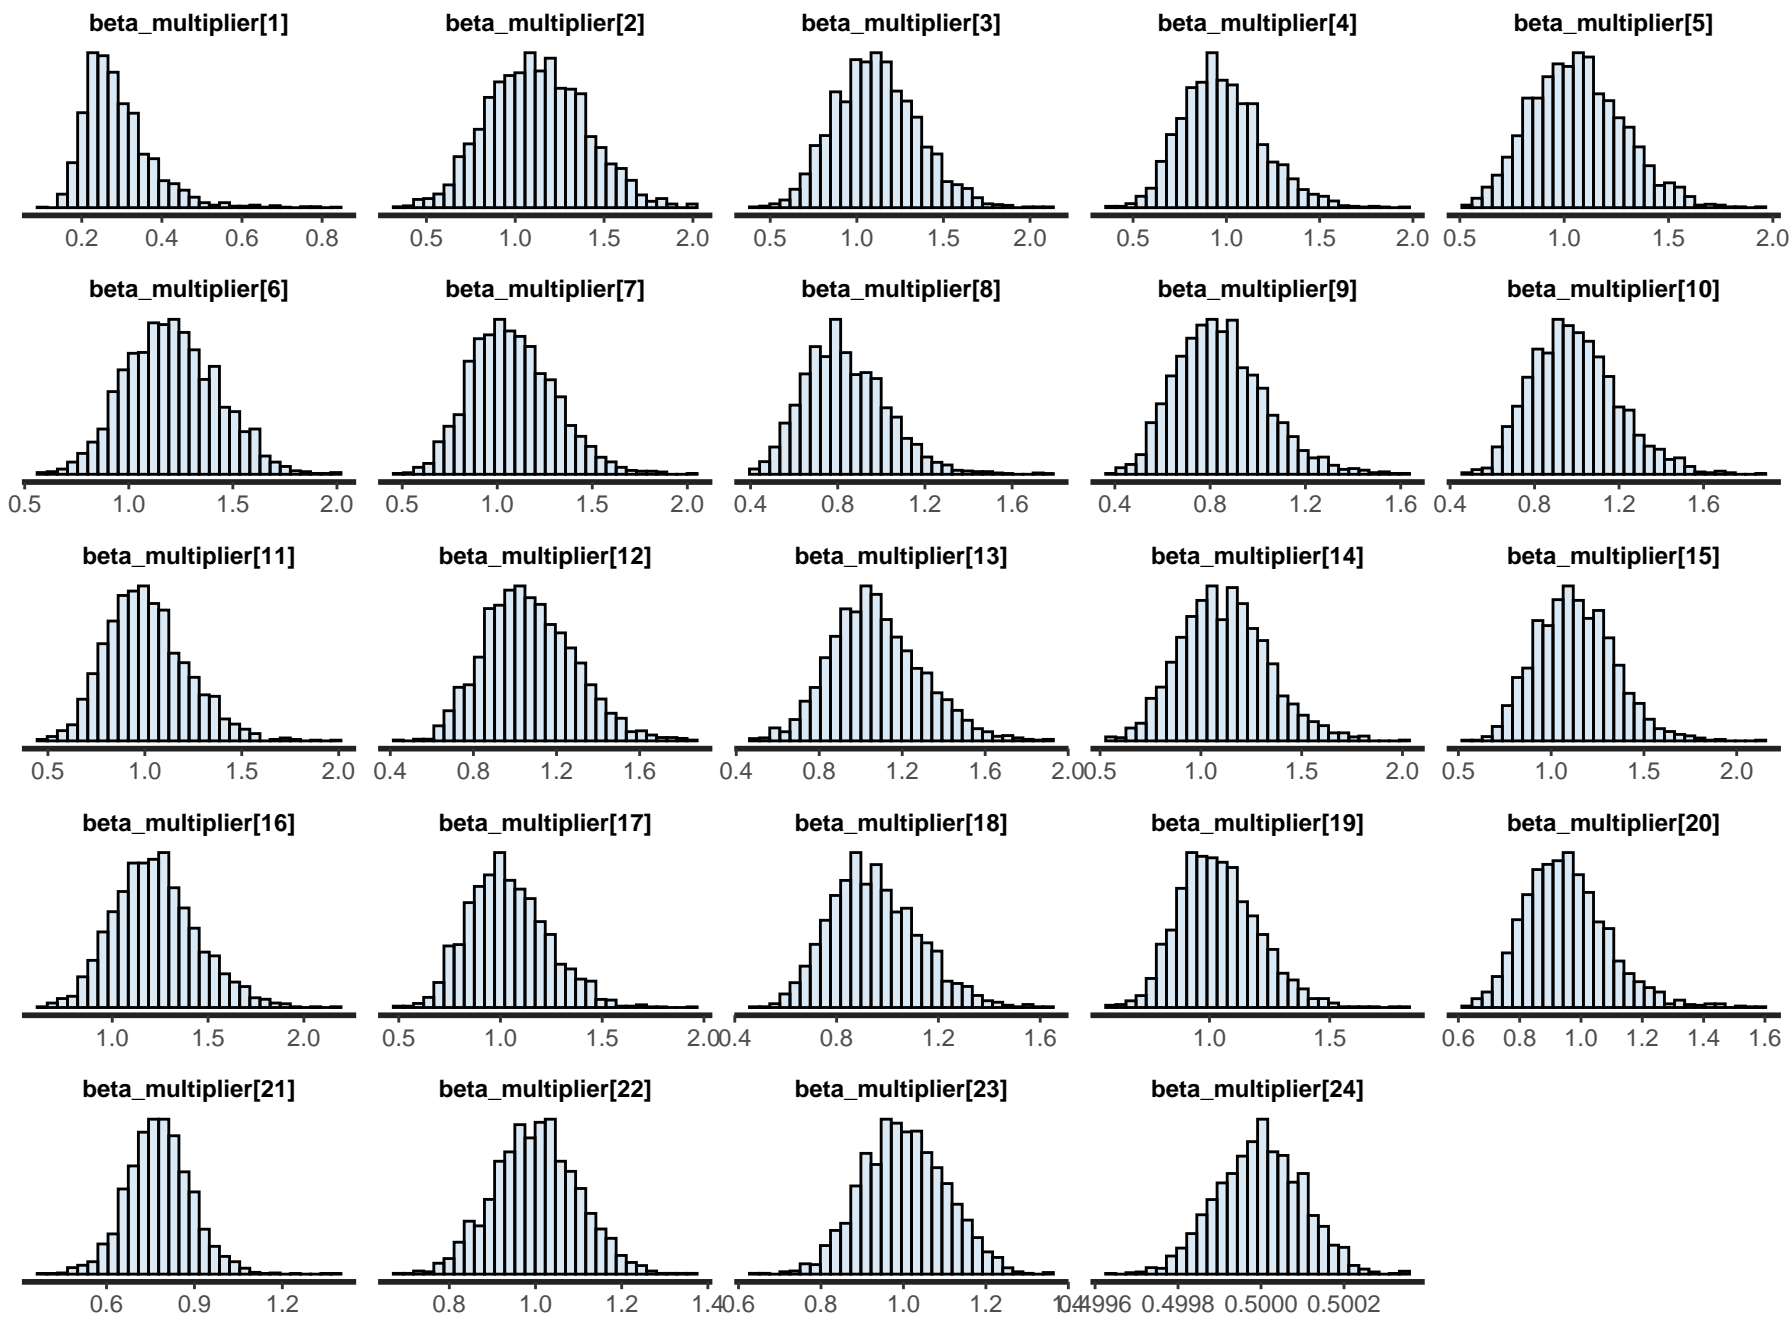 beta_multiplier[1] beta_multiplier[2] beta_multiplier[3] beta_multiplier[4] beta_multiplier[5]
0.2 0.4 0.6 0.8 0.5 1.0 1.5 2.0 0.5 1.0 1.5 2.0 0.5 1.0 1.5 2.0 0.5 1.0 1.5 2.0
beta_multiplier[6] beta_multiplier[7] beta_multiplier[8] beta_multiplier[9] beta_multiplier[10]
0.5 1.0 1.5 2.0 0.5 1.0 1.5 2.0 0.4 0.8 1.2 1.6 0.4 0.8 1.2 1.6 0.4 0.8 1.2 1.6
beta_multiplier[11] beta_multiplier[12] beta_multiplier[13] beta_multiplier[14] beta_multiplier[15]
0.5 1.0 1.5 2.0 0.4 0.8 1.2 1.6 0.4 0.8 1.2 1.6 2.0 0.5 1.0 1.5 2.0 0.5 1.0 1.5 2.0
beta_multiplier[16] beta_multiplier[17] beta_multiplier[18] beta_multiplier[19] beta_multiplier[20]
1.0 1.5 2.0 0.5 1.0 1.5 2.0 0.4 0.8 1.2 1.6 1.0 1.5 0.6 0.8 1.0 1.2 1.4 1.6
beta_multiplier[21] beta_multiplier[22] beta_multiplier[23] beta_multiplier[24]
0.6 0.9 1.2 0.8 1.0 1.2 1.4 0.6 0.8 1.0 1.2 1.4 0.4996 0.4998 0.5000 0.5002